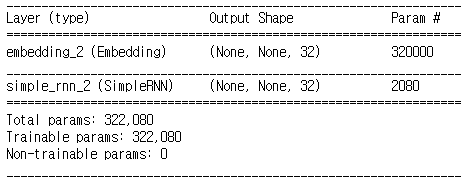 _________________________________________________________________
Layer (type)                 Output Shape              Param #
=================================================================
embedding_2 (Embedding)      (None, None, 32)          320000
_________________________________________________________________
simple_rnn_2 (SimpleRNN)     (None, None, 32)          2080
=================================================================
Total params: 322,080
Trainable params: 322,080
Non-trainable params: 0
_________________________________________________________________